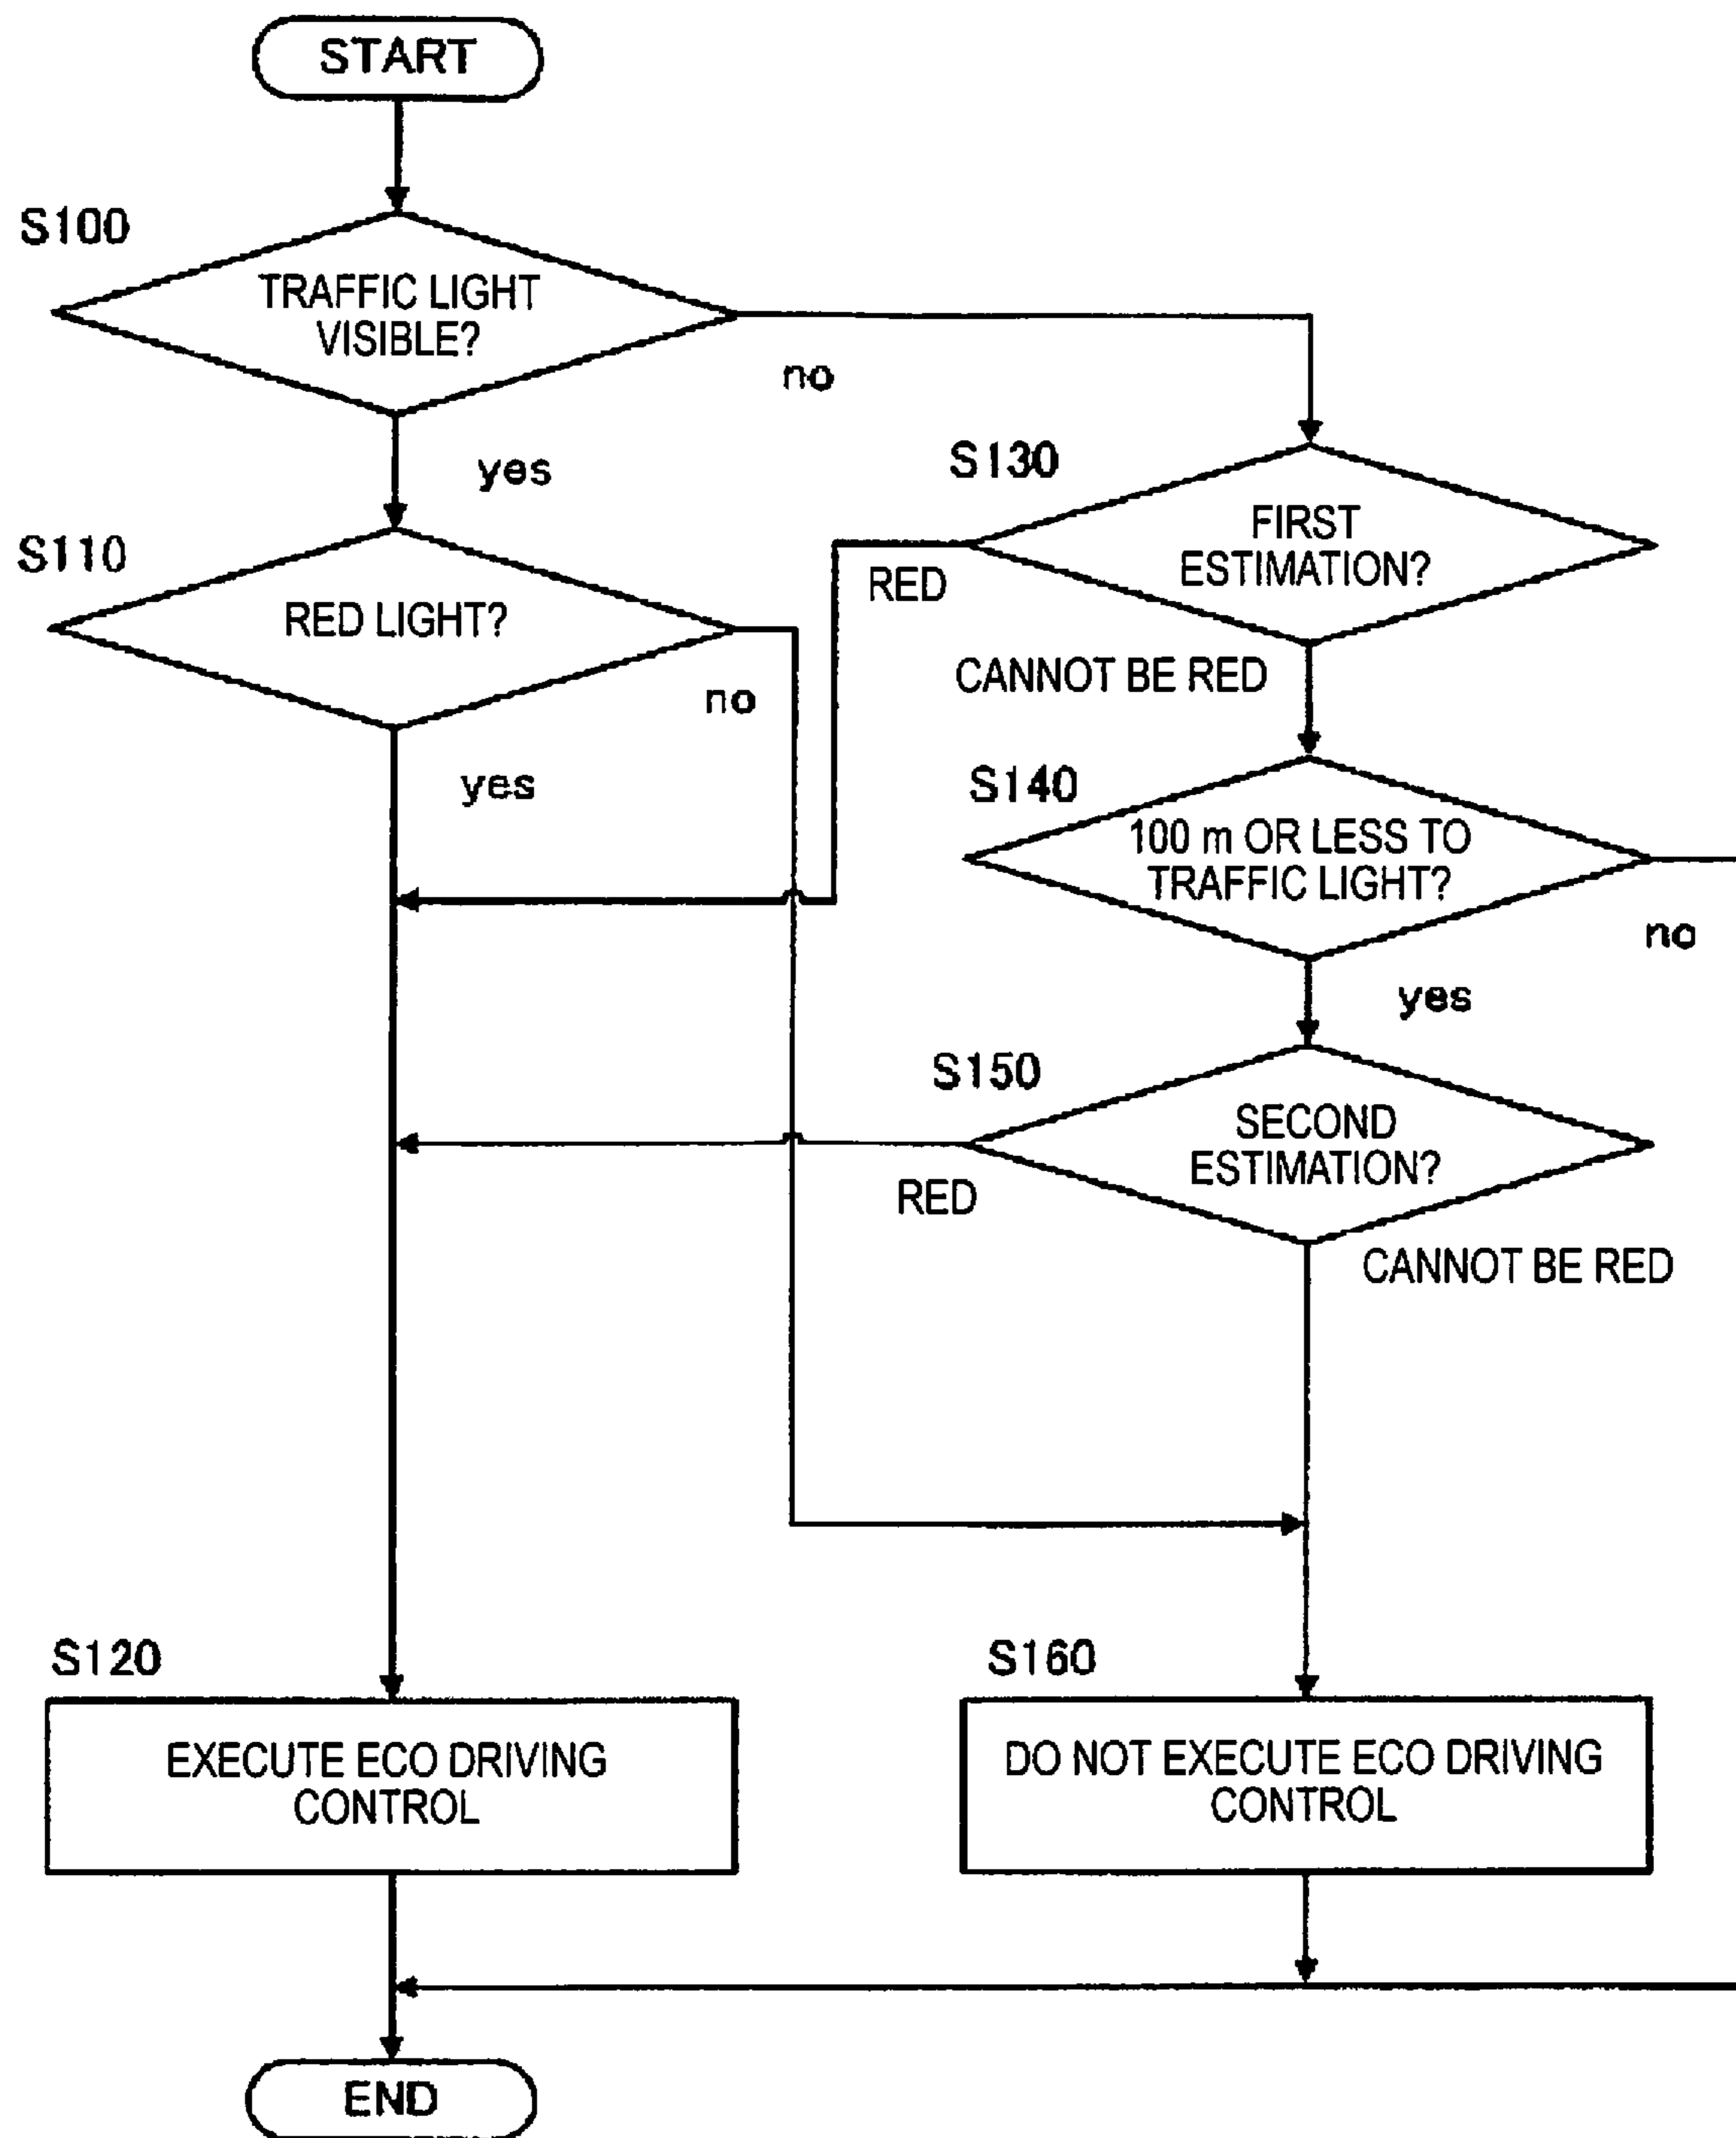 START
S100
TRAFFIC LIGHT
VISIBLE?
no
yes
S130
FIRST
ESTIMATION?
S110
RED LIGHT?
RED
CANNOT BE RED
no
yes
S140
100 m OR LESS TO
TRAFFIC LIGHT?
no
yes
S150
SECOND
ESTIMATION?
RED
CANNOT BE RED
S120
EXECUTE ECO DRIVING
CONTROL
S160
DO NOT EXECUTE ECO DRIVING
CONTROL
END